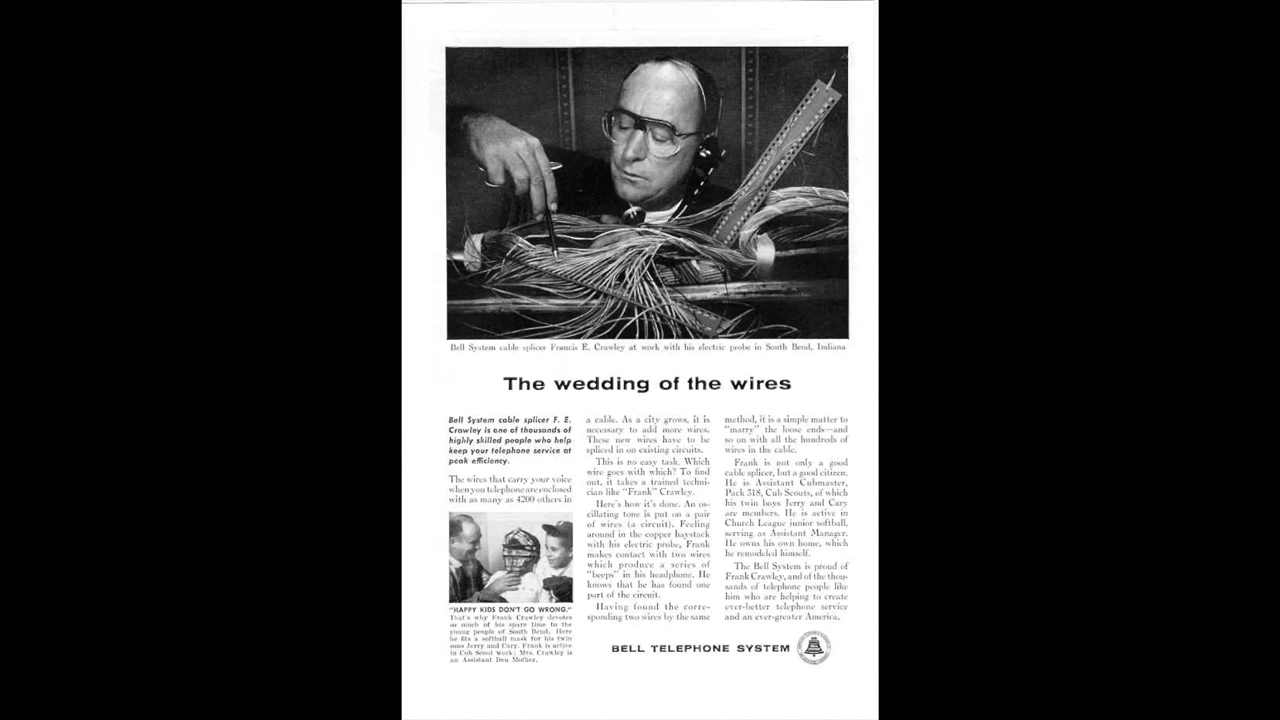 Bell System cable splicer Francis E. Crawley at work with his electric probe in South Bend, Indiana
The wedding of the wires
Bell System cable splicer F. E.
Crawley is one of thousands of
highly skilled people who help
keep your telephone service at
peak efficiency.
The wires that carry your voice
when you telephone are enclosed
with as many as 4200 others in
"HAPPY KIDS DON'T GO WRONG."
That's why Frank Crawley devotes
so much of his spare time to the
young people of South Bend. Here
he fits a softball mask for his twin
sons Jerry and Cary. Frank is active
in Cub Scout work; Mrs. Crawley is
an Assistant Den Mother.
a cable. As a city grows, it is
necessary to add more wires.
These new wires have to be
spliced in on existing circuits.
This is no easy task. Which
wire goes with which? To find
out, it takes a trained techni-
cian like "Frank" Crawley.
Here's how it's done. An os-
cillating tone is put on a pair
of wires (a circuit). Feeling
around in the copper haystack
with his electric probe, Frank
makes contact with two wires
which produce a series of
"beeps" in his headphone. He
knows that he has found one
part of the circuit.
Having found the corre-
sponding two wires by the same
method, it is a simple matter to
"marry" the loose ends—and
so on with all the hundreds of
wires in the cable.
Frank is not only a good
cable splicer, but a good citizen.
He is Assistant Cubmaster,
Pack 518, Cub Scouts, of which
his twin boys Jerry and Cary
are members. He is active in
Church League junior softball,
serving as Assistant Manager.
He owns his own home, which
he remodeled himself.
The Bell System is proud of
Frank Crawley, and of the thou-
sands of telephone people like
him who are helping to create
ever-better telephone service
and an ever-greater America.
BELL TELEPHONE SYSTEM